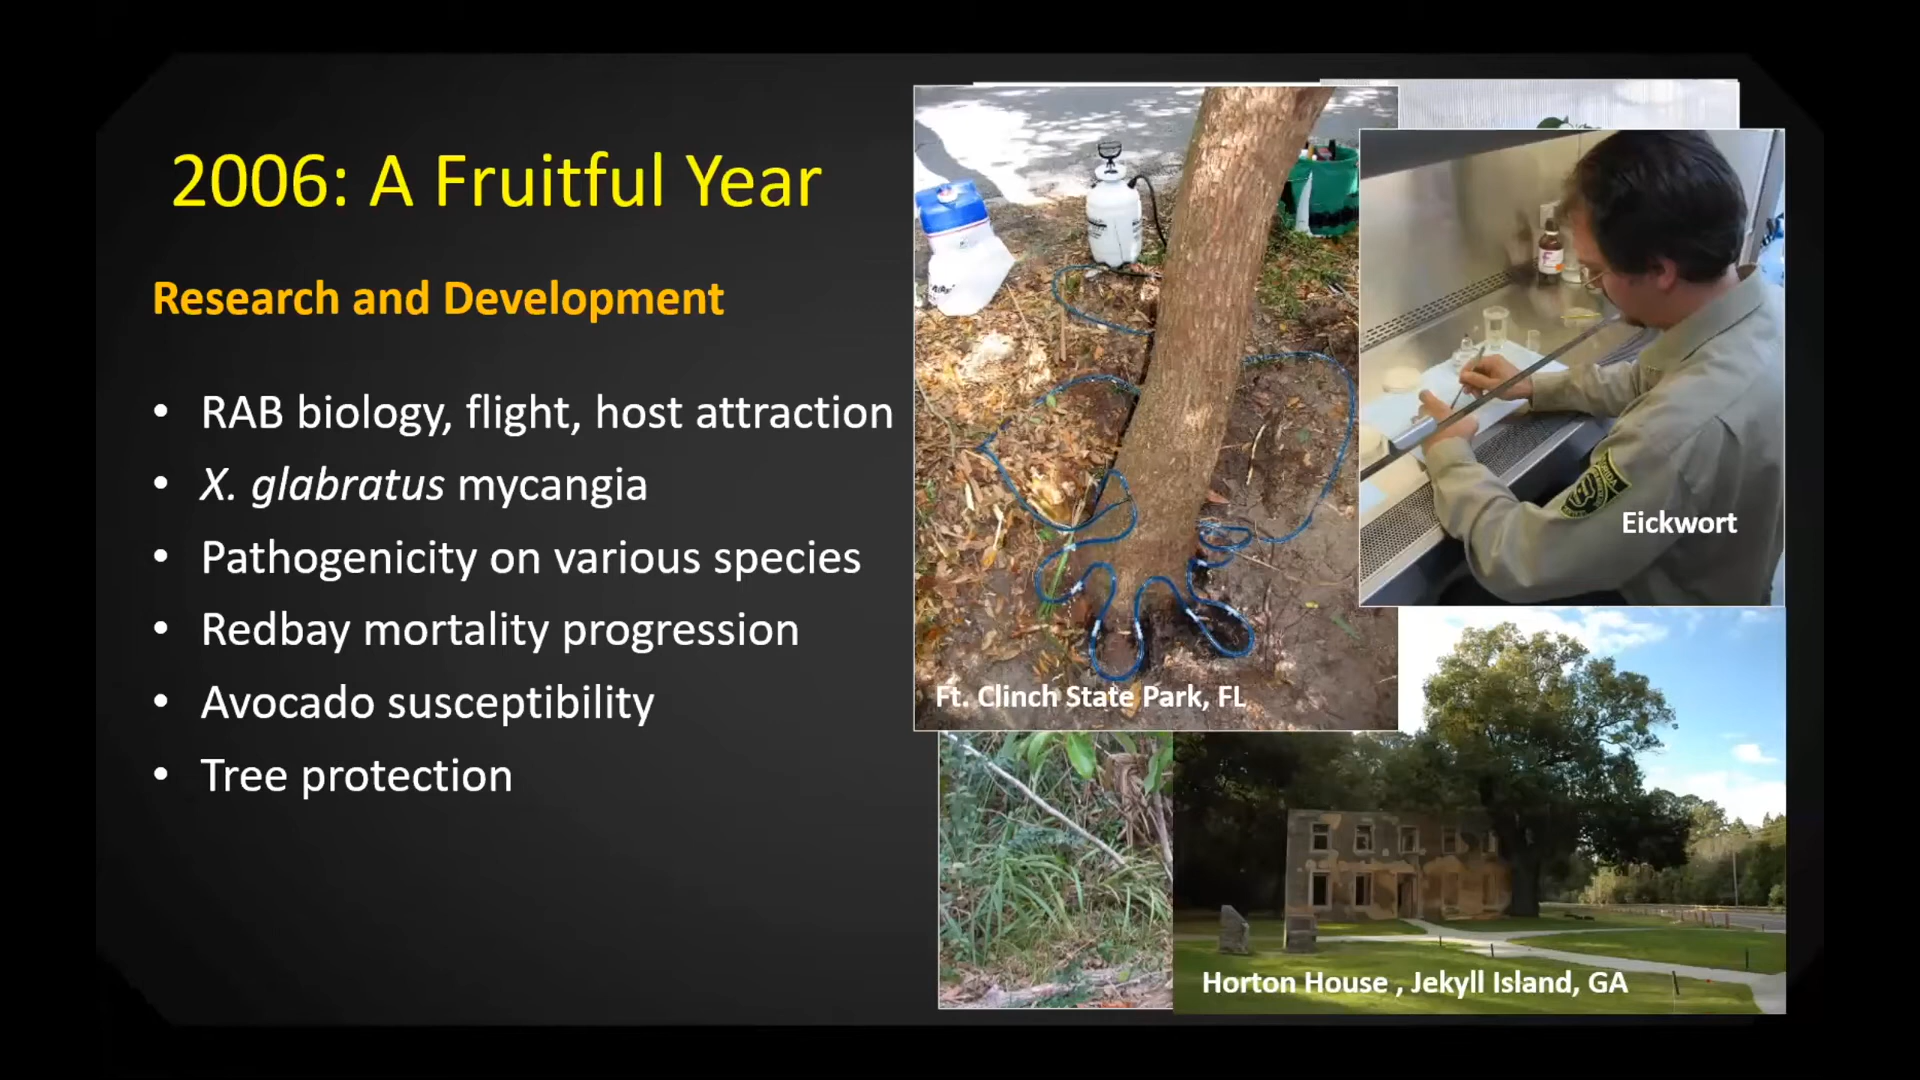 2006: A Fruitful Year
Research and Development
• RAB biology, flight, host attraction
• X. glabratus mycangia
• Pathogenicity on various species
• Redbay mortality progression
• Avocado susceptibility
• Tree protection
Eickwort
Ft. Clinch State Park, FL
Horton House , Jekyll Island, GA